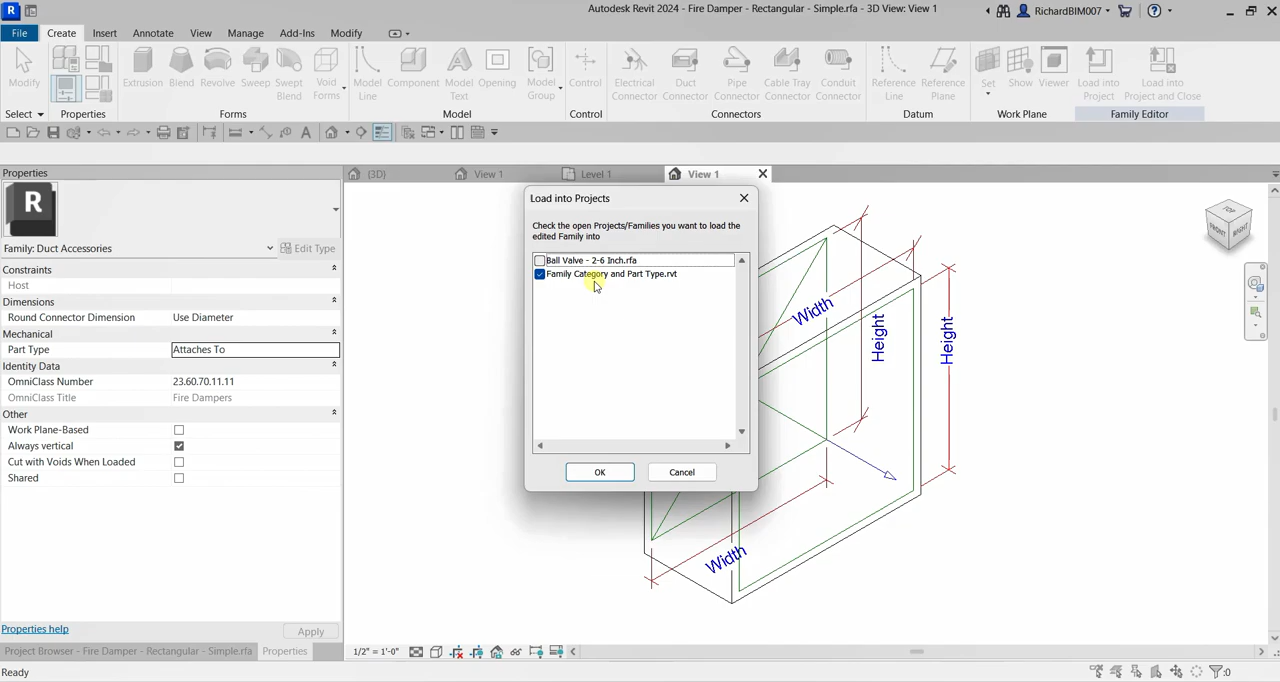 R
Autodesk Revit 2024 - Fire Damper - Rectangular - Simple.rfa - 3D View: View 1
RichardBIM007
File Create Insert Annotate View Manage Add-Ins Modify
Modify
Extrusion Blend Revolve Sweep Swept Blend Void Forms
Model Line Component Model Text Opening Model Group
Control
Electrical Connector Duct Connector Pipe Connector Cable Tray Connector Conduit Connector
Reference Line Reference Plane
Set Show Viewer
Load into Project Load into Project and Close
Select Properties Forms Model Control Connectors Datum Work Plane Family Editor
Properties
{3D} View 1 Level 1 View 1
R
Family: Duct Accessories
Edit Type
Constraints
Host
Dimensions
Round Connector Dimension Use Diameter
Mechanical
Part Type Attaches To
Identity Data
OmniClass Number 23.60.70.11.11
OmniClass Title Fire Dampers
Other
Work Plane-Based
Always vertical
Cut with Voids When Loaded
Shared
Properties help
Apply
Project Browser - Fire Damper - Rectangular - Simple.rfa
Properties
Load into Projects
Check the open Projects/Families you want to load the
edited Family into
Ball Valve - 2-6 Inch.rfa
Family Category and Part Type.rvt
OK
Cancel
Width
Height
Height
Width
TOP
FRONT
RIGHT
1/2" = 1'-0"
Ready
:0